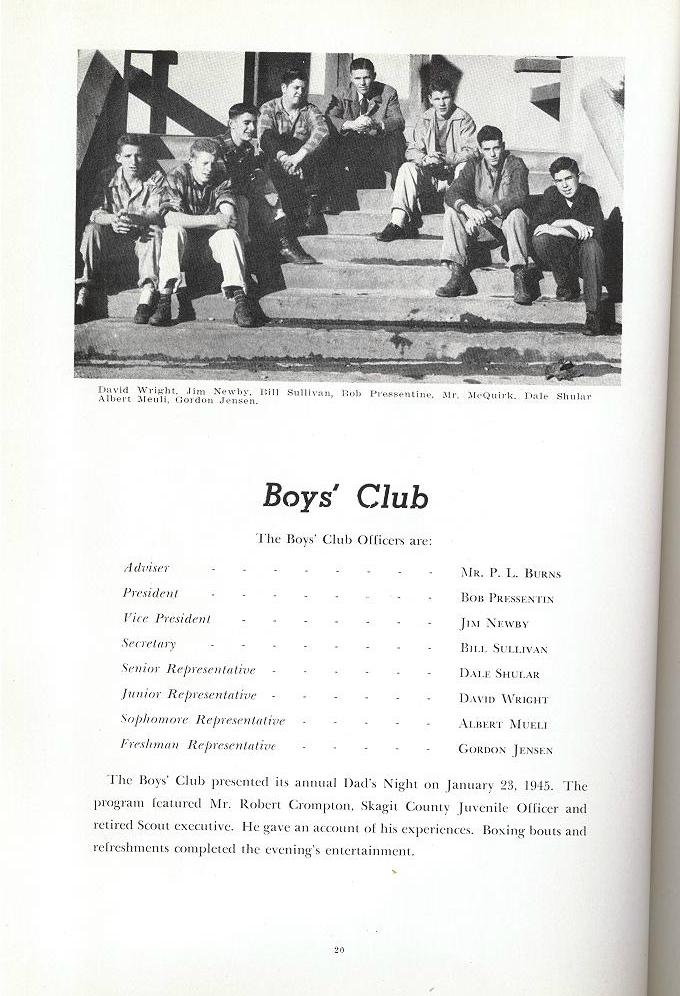 David Wright, Jim Newby, Bill Sullivan, Bob Pressentine, Mr. McQuirk, Dale Shular
Albert Meuli, Gordon Jensen.
Boys' Club
The Boys' Club Officers are:
Adviser - - - - - - - - MR. P. L. BURNS
President - - - - - - - - BOB PRESSENTIN
Vice President - - - - - - - JIM NEWBY
Secretary - - - - - - - - BILL SULLIVAN
Senior Representative - - - - - - DALE SHULAR
Junior Representative - - - - - - DAVID WRIGHT
Sophomore Representative - - - - - ALBERT MUELI
Freshman Representative - - - - - GORDON JENSEN
The Boys' Club presented its annual Dad's Night on January 23, 1945. The
program featured Mr. Robert Crompton, Skagit County Juvenile Officer and
retired Scout executive. He gave an account of his experiences. Boxing bouts and
refreshments completed the evening's entertainment.
20